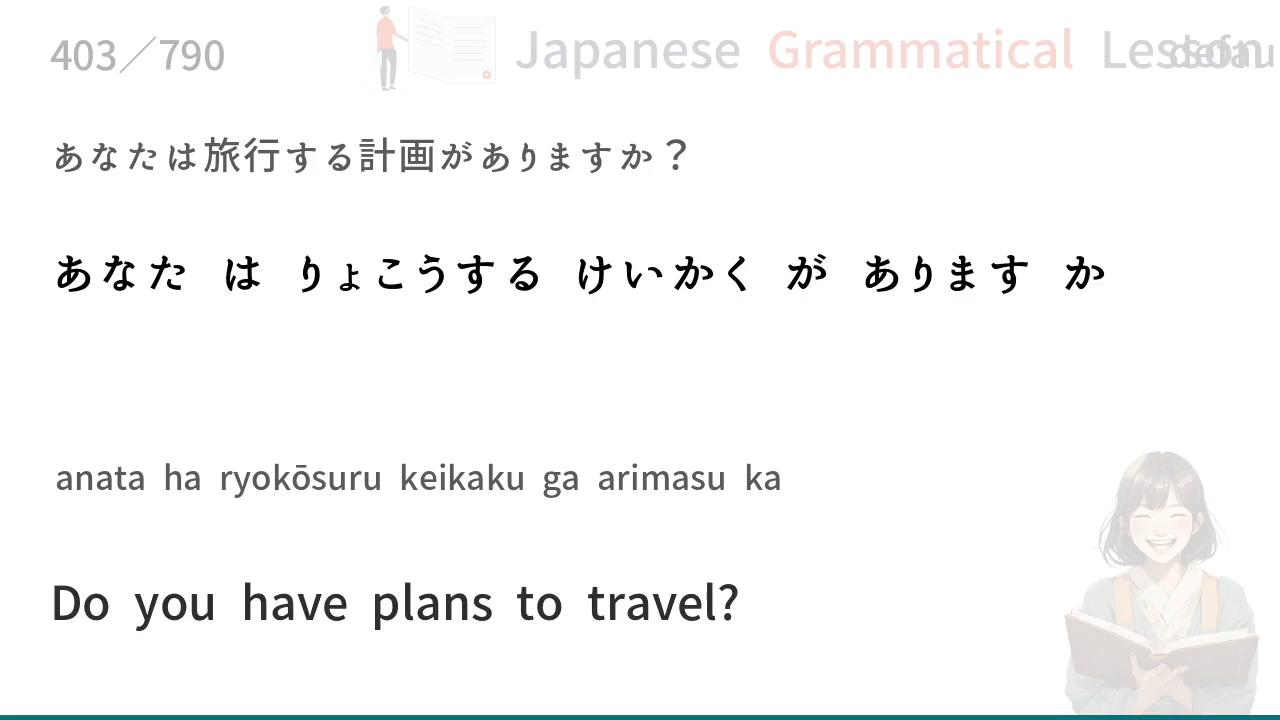 403／790
Japanese Grammatical Lesson
あなたは旅行する計画がありますか？
あなた は りょこうする けいかく が あります か
anata ha ryokōsuru keikaku ga arimasu ka
Do you have plans to travel?